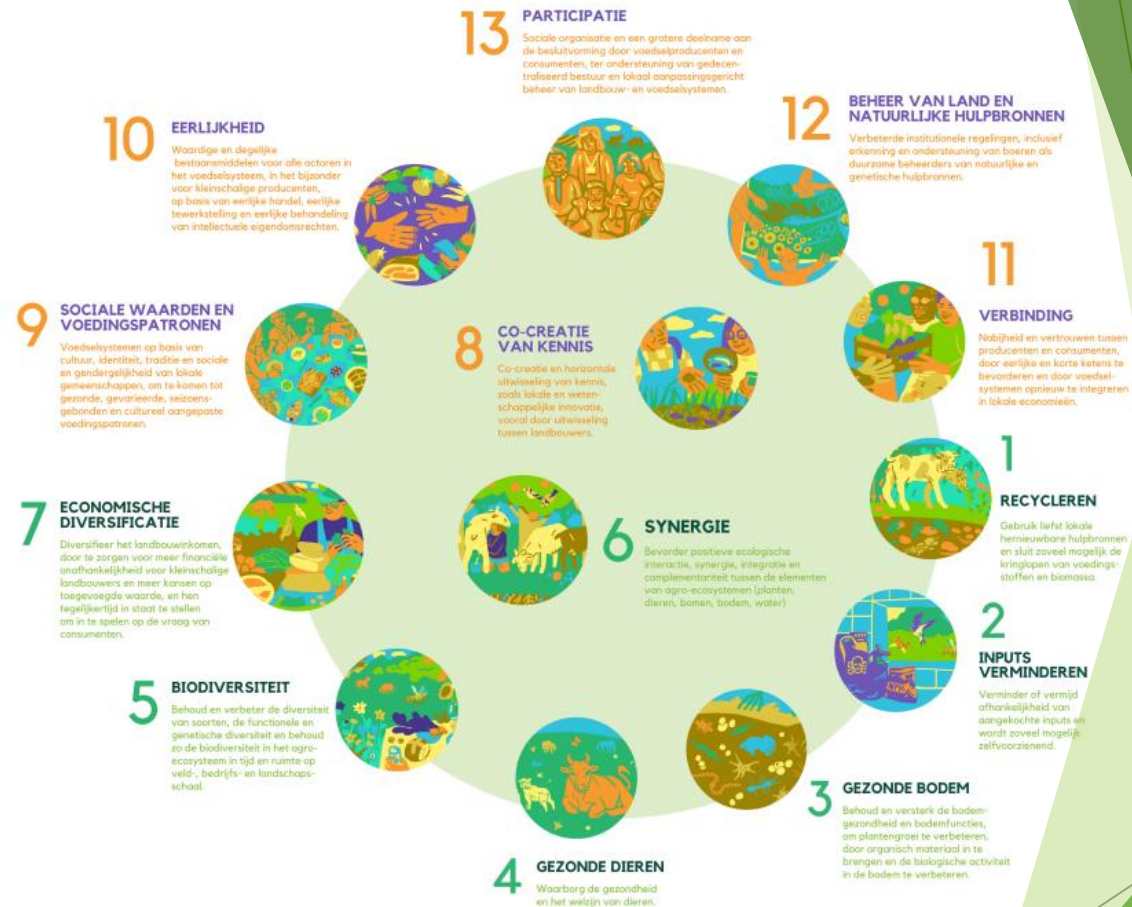 13
PARTICIPATIE
Sociale organisatie en een grotere deelname aan
de besluitvorming door voedselproducenten en
consumenten, ter ondersteuning van gedecen-
traliseerd bestuur en lokaal aanpassingsgericht
beheer van landbouw- en voedselsystemen.
12
BEHEER VAN LAND EN
NATUURLIJKE HULPBRONNEN
Verbeterde institutionele regelingen, inclusief
erkenning en ondersteuning van boeren als
duurzame beheerders van natuurlijke en
genetische hulpbronnen.
10
EERLIJKHEID
Waardige en degelijke
bestaansmiddelen voor alle actoren in
het voedselsysteem, in het bijzonder
voor kleinschalige producenten,
op basis van eerlijke handel, eerlijke
tewerkstelling en eerlijke behandeling
van intellectuele eigendomsrechten.
11
VERBINDING
Nabijheid en vertrouwen tussen
producenten en consumenten,
door eerlijke en korte ketens te
bevorderen en door voedsel-
systemen opnieuw te integreren
in lokale economieën.
9
SOCIALE WAARDEN EN
VOEDINGSPATRONEN
Voedselsystemen op basis van
cultuur, identiteit, traditie en sociale
en gendergelijkheid van lokale
gemeenschappen, om te komen tot
gezonde, gevarieerde, seizoens-
gebonden en cultureel aangepaste
voedingspatronen.
8
CO-CREATIE
VAN KENNIS
Co-creatie en horizontale
uitwisseling van kennis,
zoals lokale en weten-
schappelijke innovatie,
vooral door uitwisseling
tussen landbouwers.
1
RECYCLEREN
Gebruik liefst lokale
hernieuwbare hulpbronnen
en sluit zoveel mogelijk de
kringlopen van voedings-
stoffen en biomassa.
7
ECONOMISCHE
DIVERSIFICATIE
Diversifieer het landbouwinkomen,
door te zorgen voor meer financiële
onafhankelijkheid voor kleinschalige
landbouwers en meer kansen op
toegevoegde waarde, en hen
tegelijkertijd in staat te stellen
om in te spelen op de vraag van
consumenten.
6
SYNERGIE
Bevorder positieve ecologische
interactie, synergie, integratie en
complementariteit tussen de elementen
van agro-ecosystemen (planten,
dieren, bomen, bodem, water)
2
INPUTS
VERMINDEREN
Verminder of vermijd
afhankelijkheid van
aangekochte inputs en
wordt zoveel mogelijk
zelfvoorzienend.
5
BIODIVERSITEIT
Behoud en verbeter de diversiteit
van soorten, de functionele en
genetische diversiteit en behoud
zo de biodiversiteit in het agro-
ecosysteem in tijd en ruimte op
veld-, bedrijfs- en landschaps-
schaal.
3
GEZONDE BODEM
Behoud en versterk de bodem-
gezondheid en bodemfuncties,
om plantengroei te verbeteren,
door organisch materiaal in te
brengen en de biologische activiteit
in de bodem te verbeteren.
4
GEZONDE DIEREN
Waarborg de gezondheid
en het welzijn van dieren.